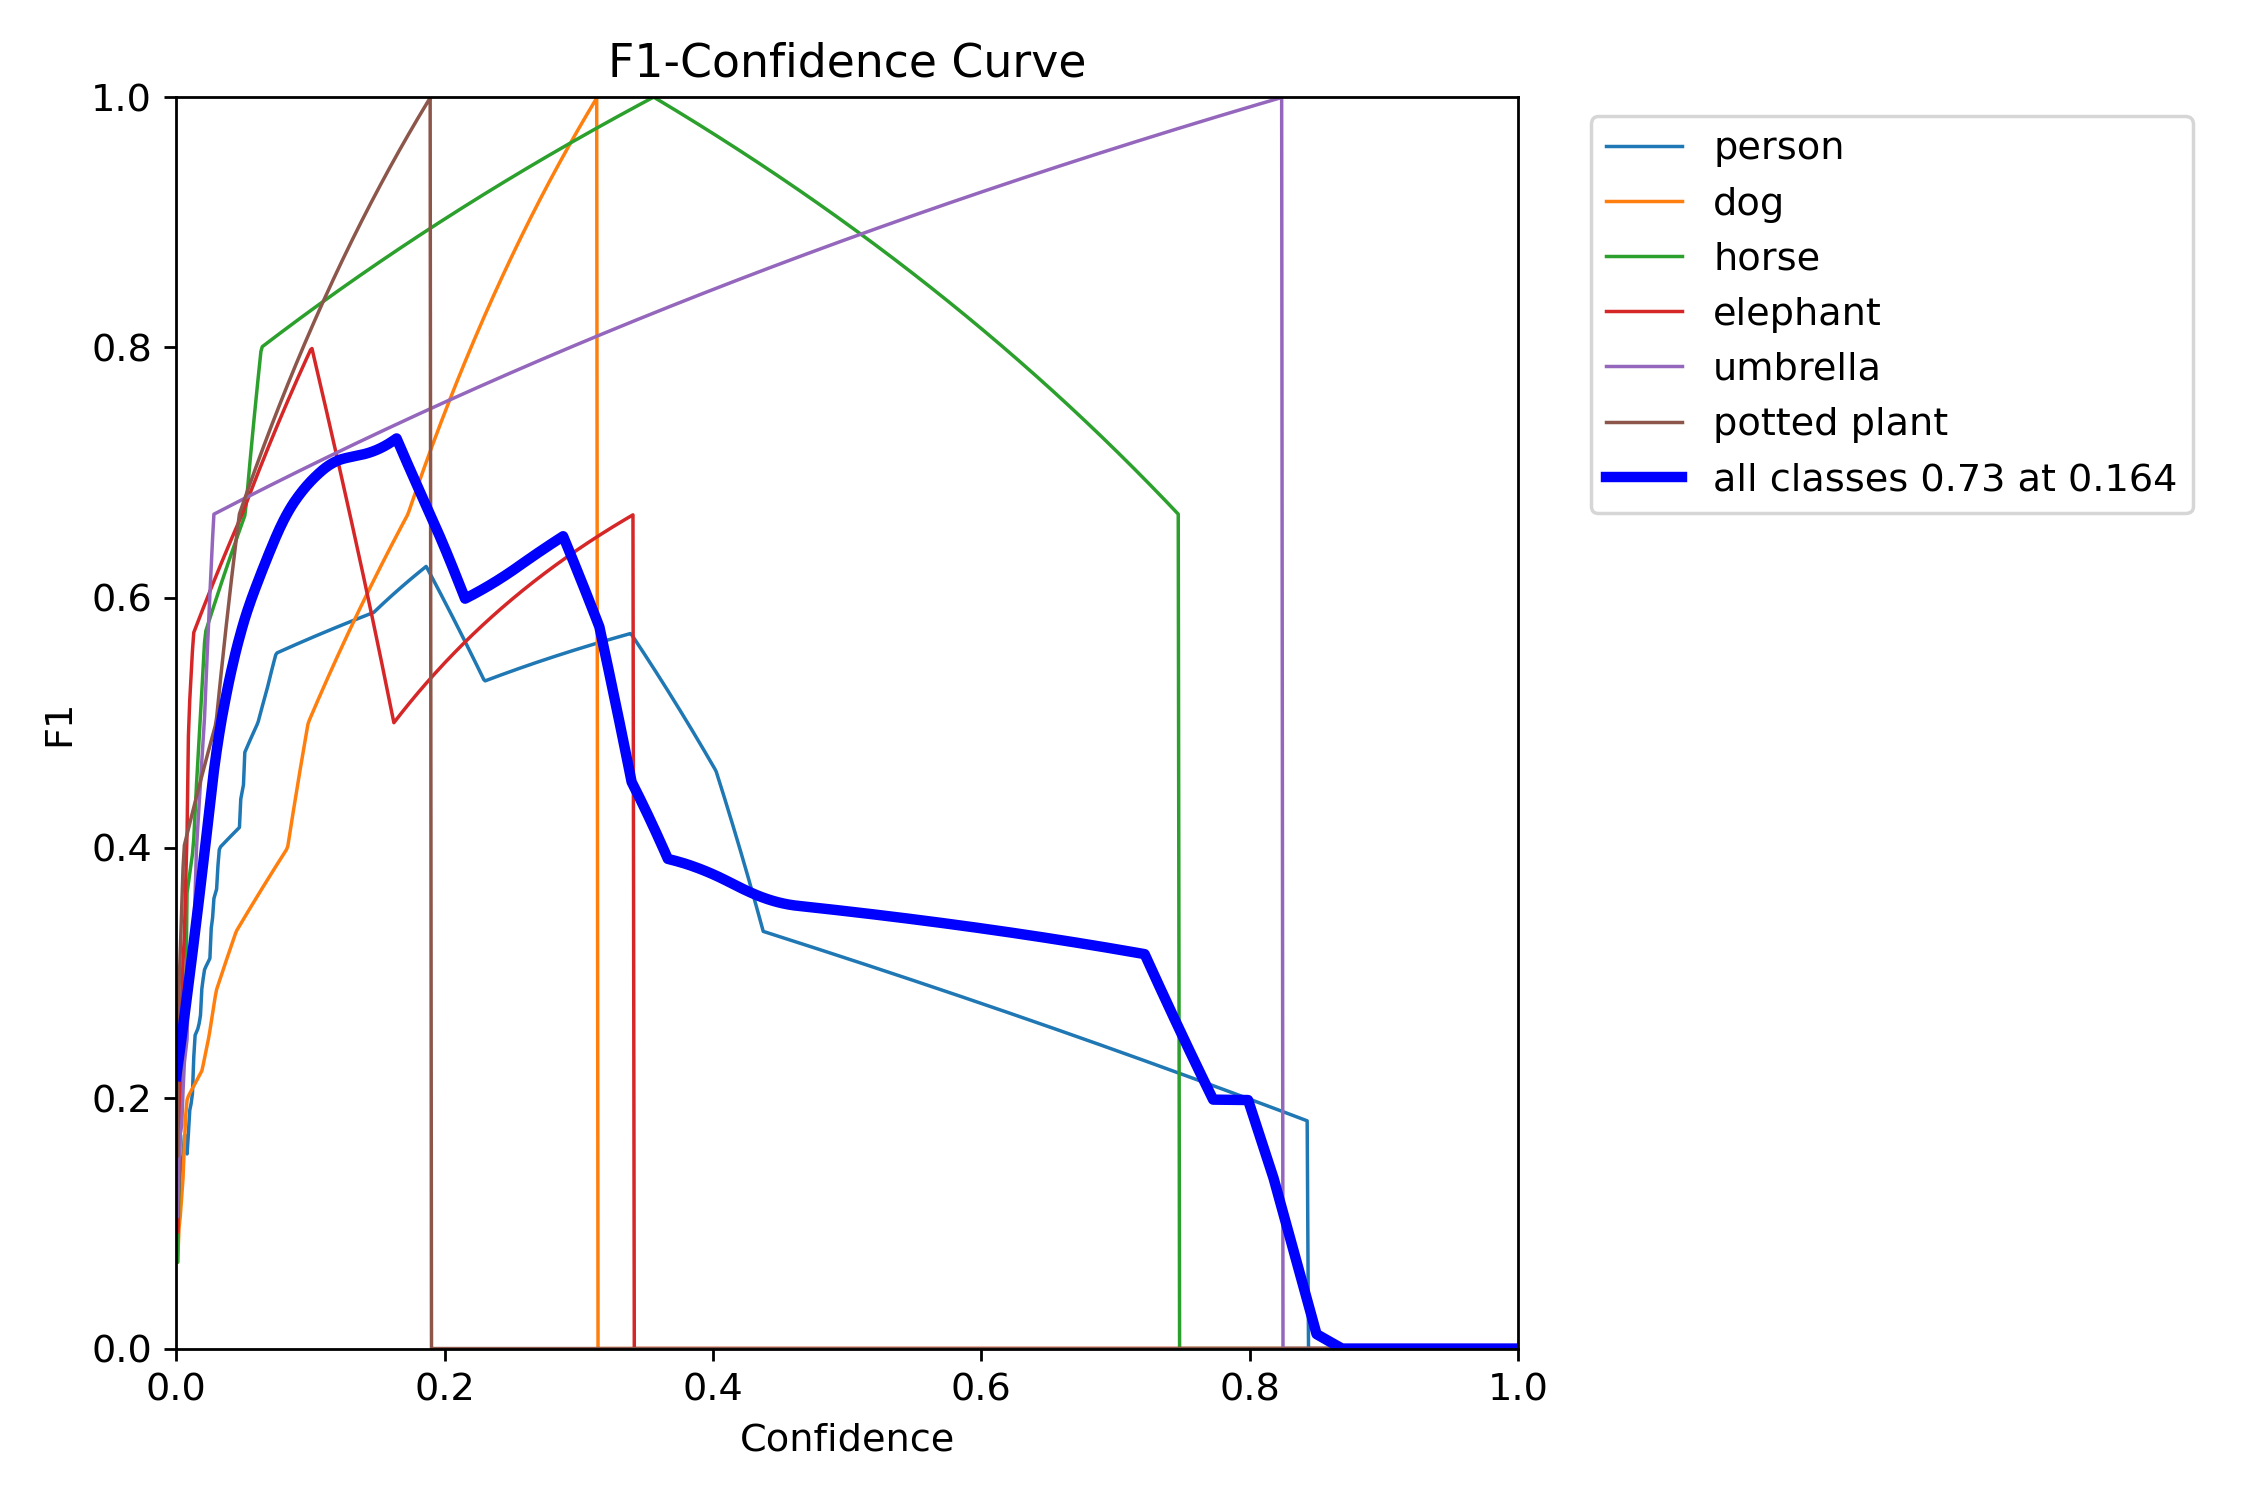 F1-Confidence Curve
1.0
0.8
0.6
0.4
0.2
0.0
F1
0.0 0.2 0.4 0.6 0.8 1.0
Confidence
person
dog
horse
elephant
umbrella
potted plant
all classes 0.73 at 0.164